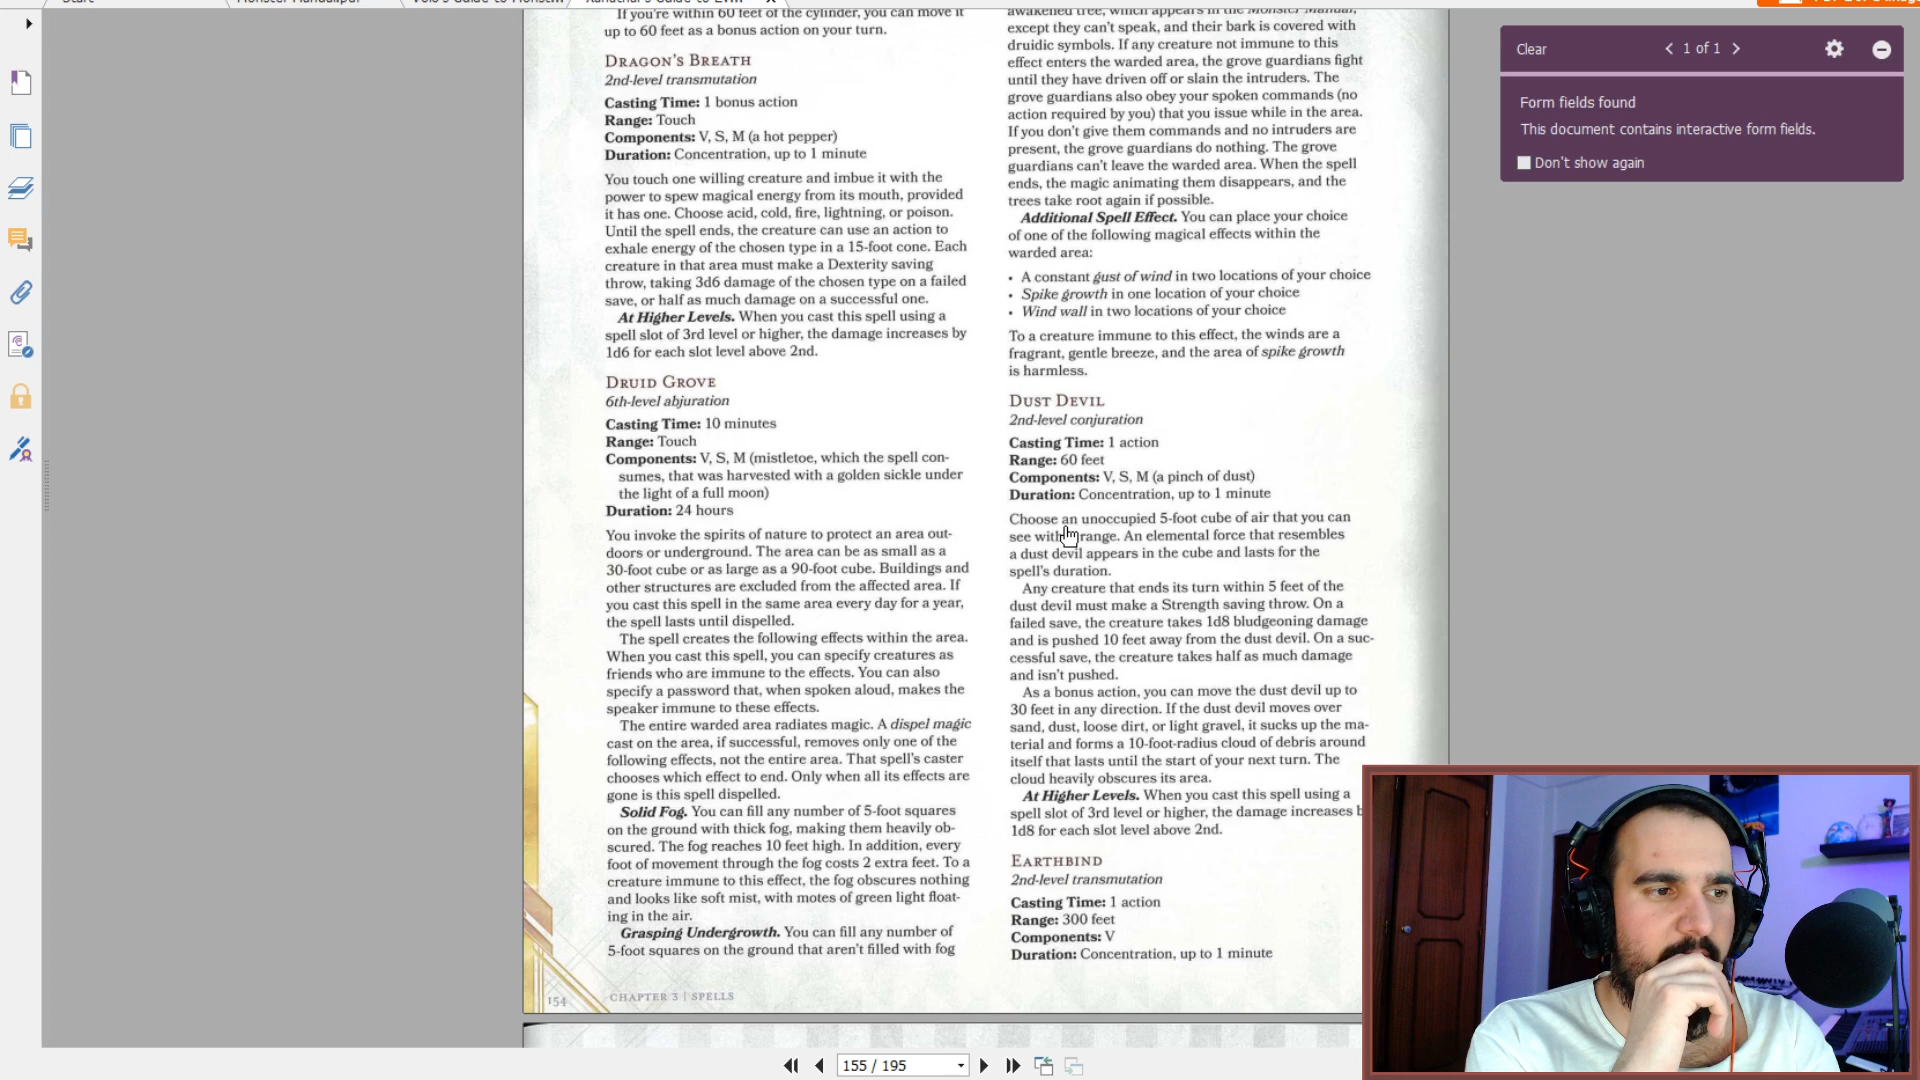 Start
Monster Manual.pdf
Volo's Guide to Monst...
Xanathar's Guide to Ev...
Clear
1 of 1
Form fields found
This document contains interactive form fields.
Don't show again
If you're within 60 feet of the cylinder, you can move it
up to 60 feet as a bonus action on your turn.
Dragon's Breath
2nd-level transmutation
Casting Time: 1 bonus action
Range: Touch
Components: V, S, M (a hot pepper)
Duration: Concentration, up to 1 minute
You touch one willing creature and imbue it with the
power to spew magical energy from its mouth, provided
it has one. Choose acid, cold, fire, lightning, or poison.
Until the spell ends, the creature can use an action to
exhale energy of the chosen type in a 15-foot cone. Each
creature in that area must make a Dexterity saving
throw, taking 3d6 damage of the chosen type on a failed
save, or half as much damage on a successful one.
At Higher Levels. When you cast this spell using a
spell slot of 3rd level or higher, the damage increases by
1d6 for each slot level above 2nd.
Druid Grove
6th-level abjuration
Casting Time: 10 minutes
Range: Touch
Components: V, S, M (mistletoe, which the spell con-
sumes, that was harvested with a golden sickle under
the light of a full moon)
Duration: 24 hours
You invoke the spirits of nature to protect an area out-
doors or underground. The area can be as small as a
30-foot cube or as large as a 90-foot cube. Buildings and
other structures are excluded from the affected area. If
you cast this spell in the same area every day for a year,
the spell lasts until dispelled.
The spell creates the following effects within the area.
When you cast this spell, you can specify creatures as
friends who are immune to the effects. You can also
specify a password that, when spoken aloud, makes the
speaker immune to these effects.
The entire warded area radiates magic. A dispel magic
cast on the area, if successful, removes only one of the
following effects, not the entire area. That spell's caster
chooses which effect to end. Only when all its effects are
gone is this spell dispelled.
Solid Fog. You can fill any number of 5-foot squares
on the ground with thick fog, making them heavily ob-
scured. The fog reaches 10 feet high. In addition, every
foot of movement through the fog costs 2 extra feet. To a
creature immune to this effect, the fog obscures nothing
and looks like soft mist, with motes of green light float-
ing in the air.
Grasping Undergrowth. You can fill any number of
5-foot squares on the ground that aren't filled with fog
awakened tree, which appears in the Monster Manual,
except they can't speak, and their bark is covered with
druidic symbols. If any creature not immune to this
effect enters the warded area, the grove guardians fight
until they have driven off or slain the intruders. The
grove guardians also obey your spoken commands (no
action required by you) that you issue while in the area.
If you don't give them commands and no intruders are
present, the grove guardians do nothing. The grove
guardians can't leave the warded area. When the spell
ends, the magic animating them disappears, and the
trees take root again if possible.
Additional Spell Effect. You can place your choice
of one of the following magical effects within the
warded area:
• A constant gust of wind in two locations of your choice
• Spike growth in one location of your choice
• Wind wall in two locations of your choice
To a creature immune to this effect, the winds are a
fragrant, gentle breeze, and the area of spike growth
is harmless.
Dust Devil
2nd-level conjuration
Casting Time: 1 action
Range: 60 feet
Components: V, S, M (a pinch of dust)
Duration: Concentration, up to 1 minute
Choose an unoccupied 5-foot cube of air that you can
see with range. An elemental force that resembles
a dust devil appears in the cube and lasts for the
spell's duration.
Any creature that ends its turn within 5 feet of the
dust devil must make a Strength saving throw. On a
failed save, the creature takes 1d8 bludgeoning damage
and is pushed 10 feet away from the dust devil. On a suc-
cessful save, the creature takes half as much damage
and isn't pushed.
As a bonus action, you can move the dust devil up to
30 feet in any direction. If the dust devil moves over
sand, dust, loose dirt, or light gravel, it sucks up the ma-
terial and forms a 10-foot-radius cloud of debris around
itself that lasts until the start of your next turn. The
cloud heavily obscures its area.
At Higher Levels. When you cast this spell using a
spell slot of 3rd level or higher, the damage increases b
1d8 for each slot level above 2nd.
Earthbind
2nd-level transmutation
Casting Time: 1 action
Range: 300 feet
Components: V
Duration: Concentration, up to 1 minute
154
CHAPTER 3 | SPELLS
155 / 195